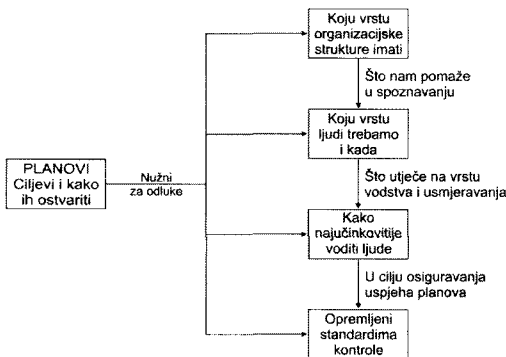 Koju vrstu
organizacijske
strukture imati
Što nam pomaže
u spoznavanju
Koju vrstu
ljudi trebamo
i kada
PLANOVI
Ciljevi i kako
ih ostvariti
Nužni
za odluke
Što utječe na vrstu
vodstva i usmjeravanja
Kako
najučinkovitije
voditi ljude
U cilju osiguravanja
uspjeha planova
Opremljeni
standardima
kontrole